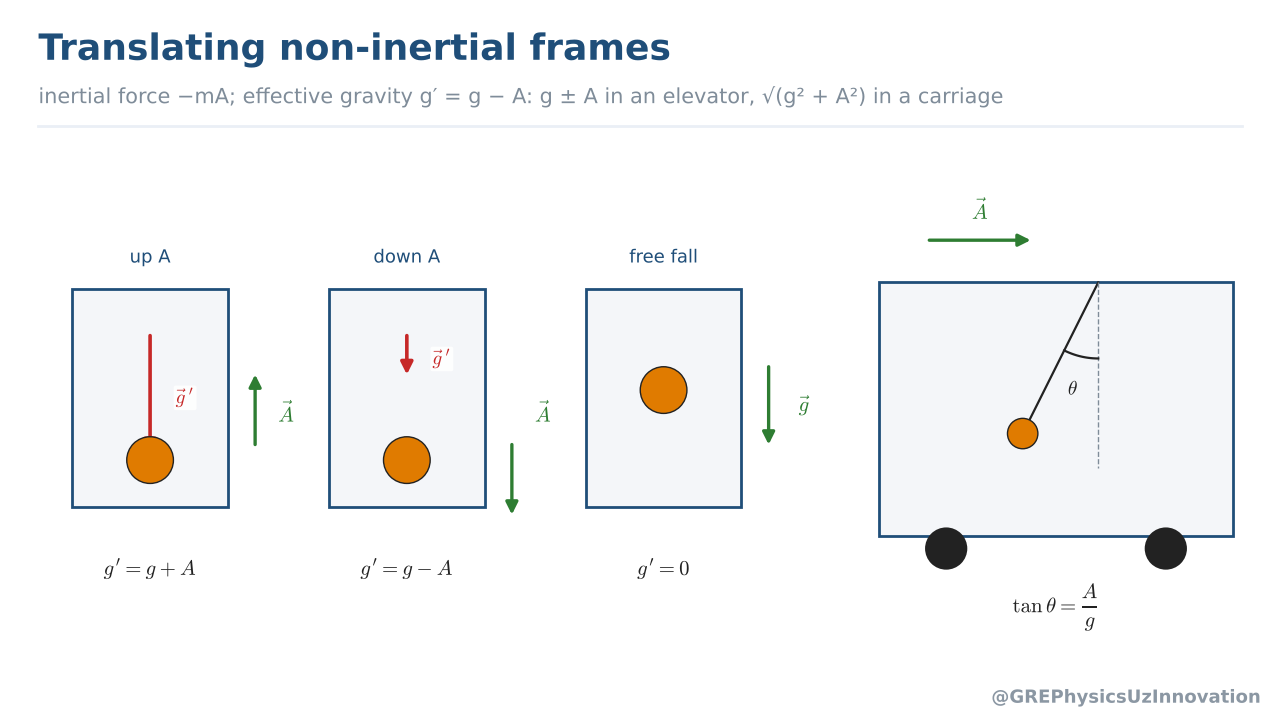 Translating non-inertial frames
inertial force −mA; effective gravity g′ = g − A: g ± A in an elevator, √(g² + A²) in a carriage
up A
down A
free fall
A⃗
g⃗ ′
A⃗
g⃗ ′
A⃗
g⃗
θ
g′ = g + A
g′ = g − A
g′ = 0
tan θ = A/g
@GREPhysicsUzInnovation